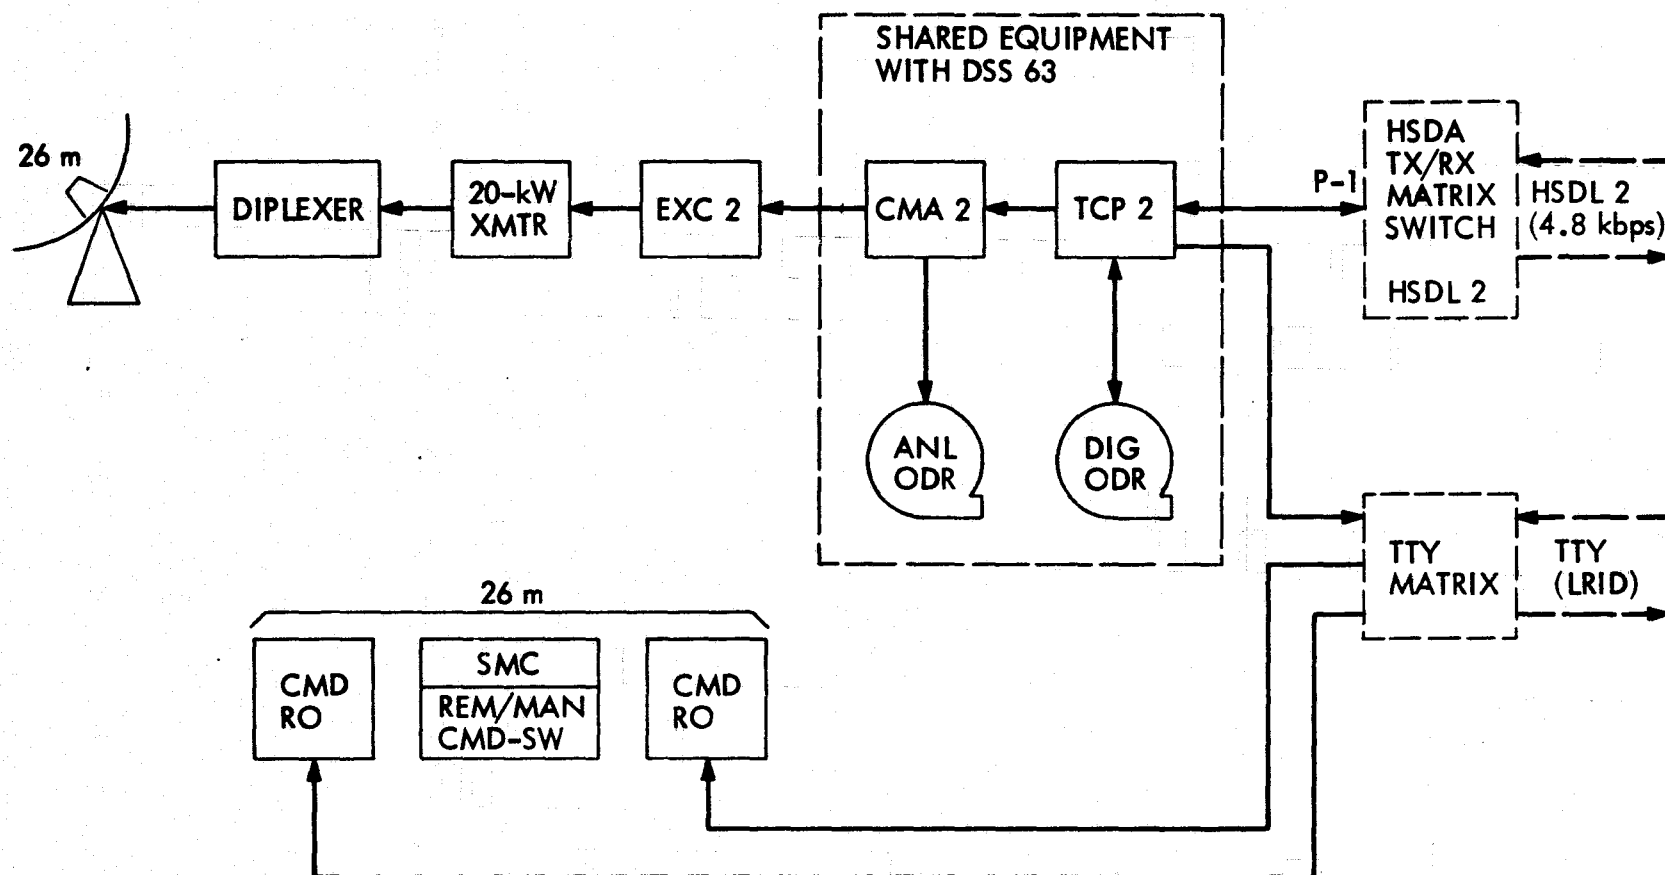 SHARED EQUIPMENT
WITH DSS 63
26 m
DIPLEXER
20-kW
XMTR
EXC 2
CMA 2
TCP 2
P-1
HSDA
TX/RX
MATRIX
SWITCH
HSDL 2
HSDL 2
(4.8 kbps)
ANL
ODR
DIG
ODR
TTY
MATRIX
TTY
(LRID)
26 m
CMD
RO
SMC
REM/MAN
CMD-SW
CMD
RO